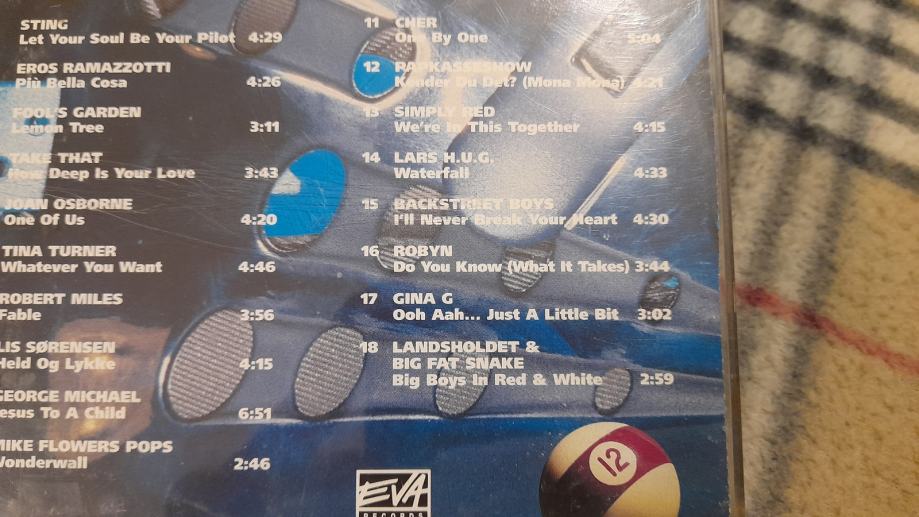 STING
Let Your Soul Be Your Pilot 4:29
EROS RAMAZZOTTI
Più Bella Cosa 4:26
FOOL'S GARDEN
Lemon Tree 3:11
TAKE THAT
How Deep Is Your Love 3:43
JOAN OSBORNE
One Of Us 4:20
TINA TURNER
Whatever You Want 4:46
ROBERT MILES
Fable 3:56
LIS SØRENSEN
Held Og Lykke 4:15
GEORGE MICHAEL
Jesus To A Child 6:51
MIKE FLOWERS POPS
Wonderwall 2:46
11 CHER
One By One 5:04
12 PAPKASSESHOW
Kender Du Det? (Mona Mona) 4:21
13 SIMPLY RED
We're In This Together 4:15
14 LARS H.U.G.
Waterfall 4:33
15 BACKSTREET BOYS
I'll Never Break Your Heart 4:30
16 ROBYN
Do You Know (What It Takes) 3:44
17 GINA G
Ooh Aah... Just A Little Bit 3:02
18 LANDSHOLDET &
BIG FAT SNAKE
Big Boys In Red & White 2:59
EVA
RECORDS
12